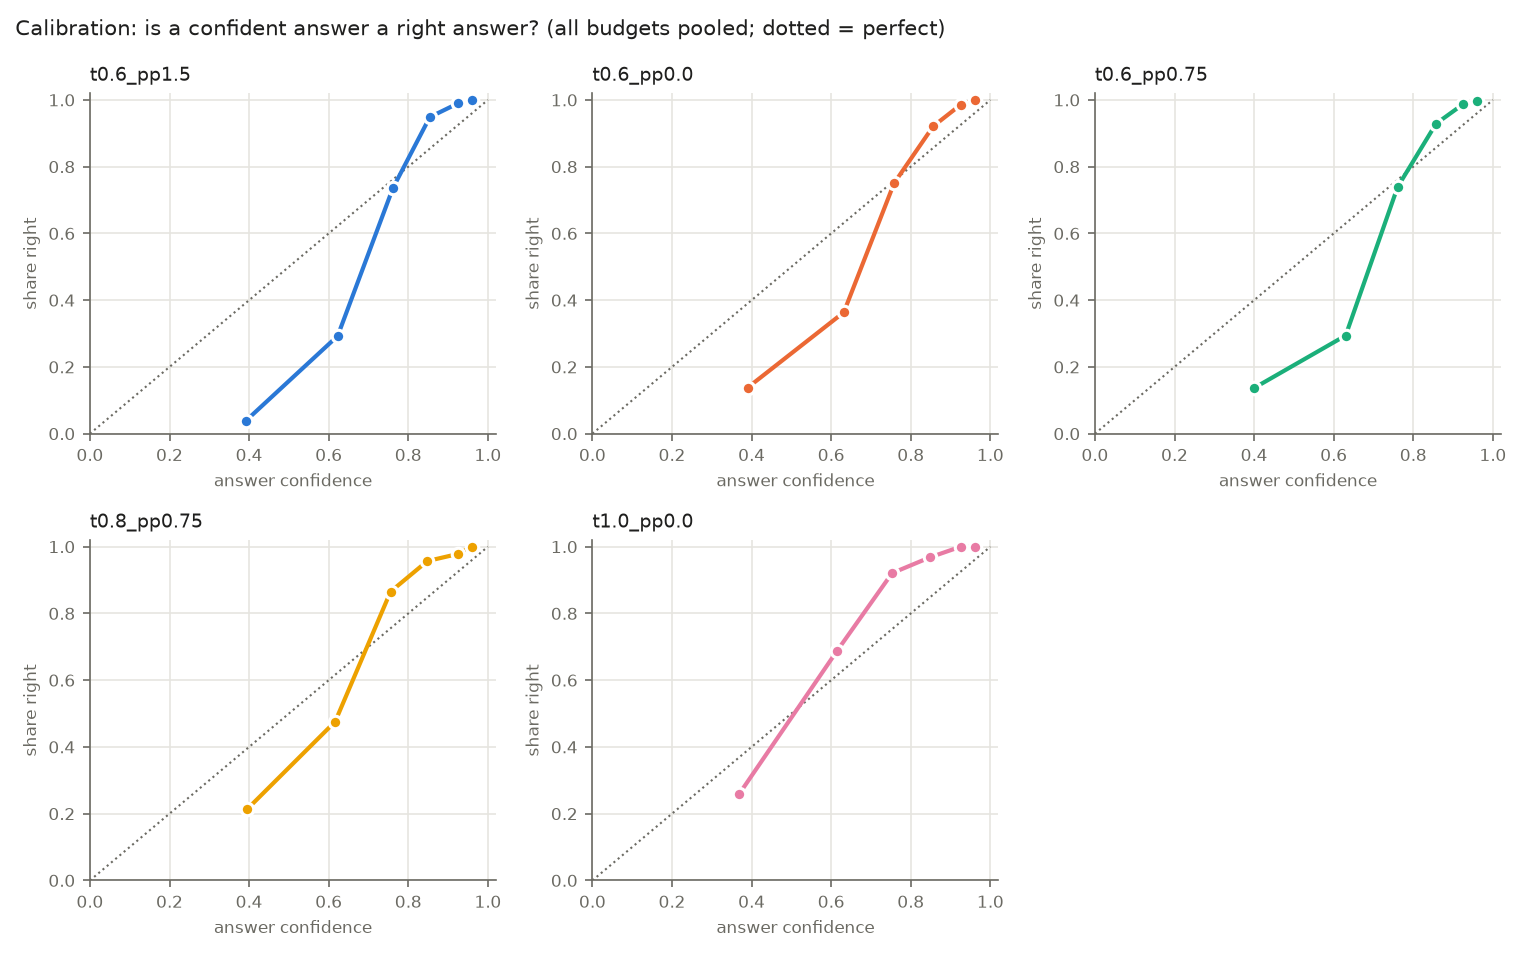 Calibration: is a confident answer a right answer? (all budgets pooled; dotted = perfect)
t0.6_pp1.5
1.0
0.8
0.6
0.4
0.2
0.0
share right
0.0 0.2 0.4 0.6 0.8 1.0
answer confidence
t0.6_pp0.0
1.0
0.8
0.6
0.4
0.2
0.0
share right
0.0 0.2 0.4 0.6 0.8 1.0
answer confidence
t0.6_pp0.75
1.0
0.8
0.6
0.4
0.2
0.0
share right
0.0 0.2 0.4 0.6 0.8 1.0
answer confidence
t0.8_pp0.75
1.0
0.8
0.6
0.4
0.2
0.0
share right
0.0 0.2 0.4 0.6 0.8 1.0
answer confidence
t1.0_pp0.0
1.0
0.8
0.6
0.4
0.2
0.0
share right
0.0 0.2 0.4 0.6 0.8 1.0
answer confidence